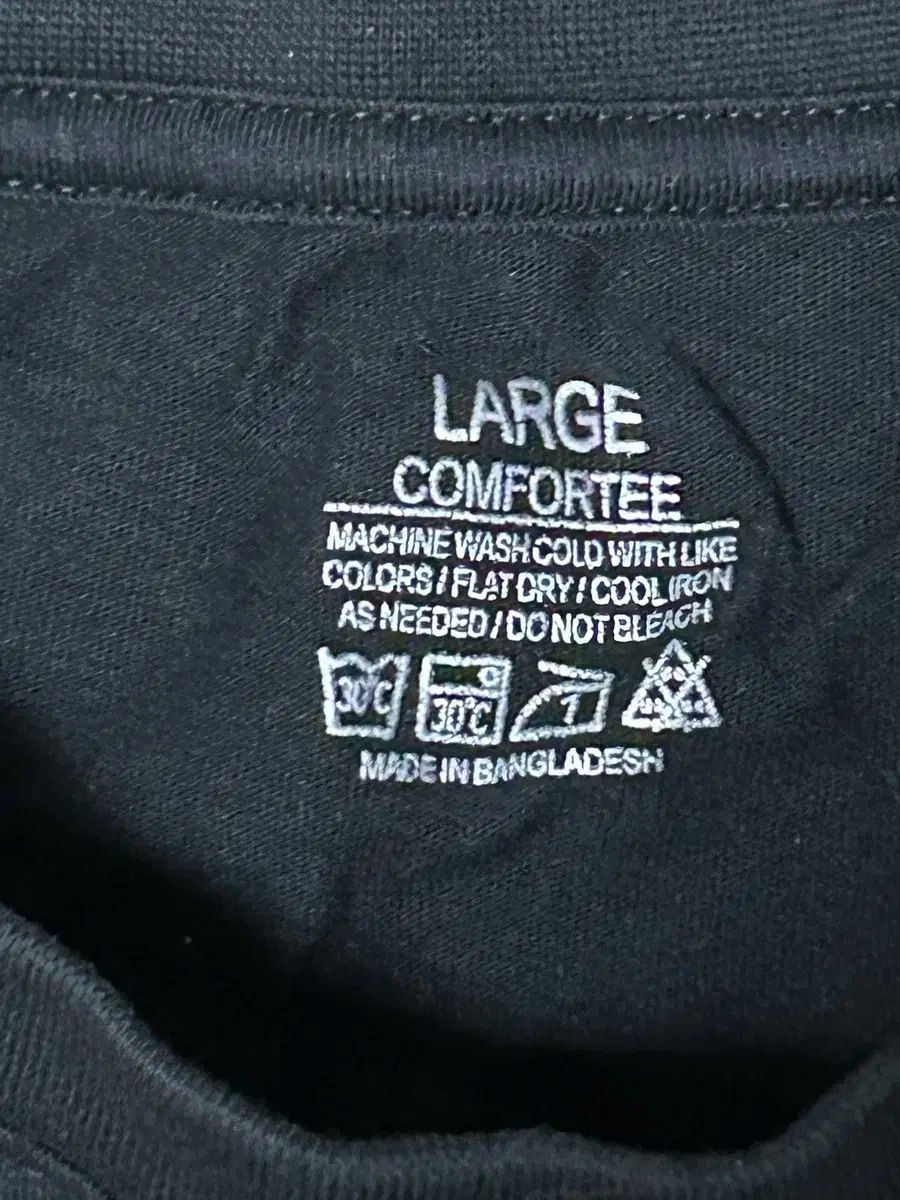 LARGE
COMFORTEE
MACHINE WASH COLD WITH LIKE
COLORS / FLAT DRY / COOL IRON
AS NEEDED / DO NOT BLEACH
30°C 30°C 1
MADE IN BANGLADESH